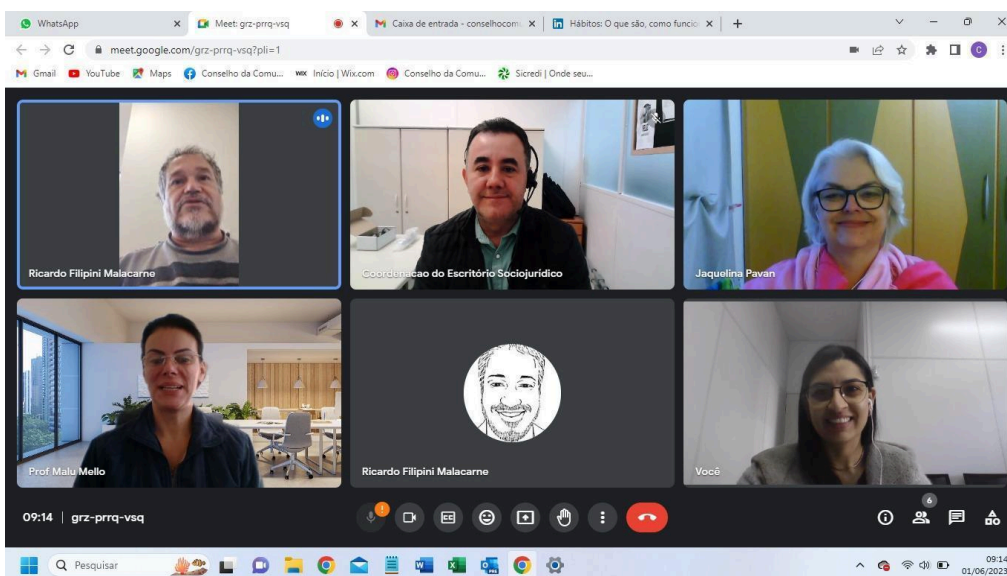 WhatsApp
Meet: grz-prrq-vsq
Caixa de entrada - conselhocom
Hábitos: O que são, como funcio
meet.google.com/grz-prrq-vsq?pli=1
C
Gmail
YouTube
Maps
Conselho da Comu...
WIX Início | Wix.com
Conselho da Comu...
Sicredi | Onde seu...
Ricardo Filipini Malacarne
Coordenacao do Escritório Sociojurídico
Jaquelina Pavan
Prof Malu Mello
Ricardo Filipini Malacarne
Você
09:14 | grz-prrq-vsq
CC
6
Pesquisar
09:14
01/06/2023